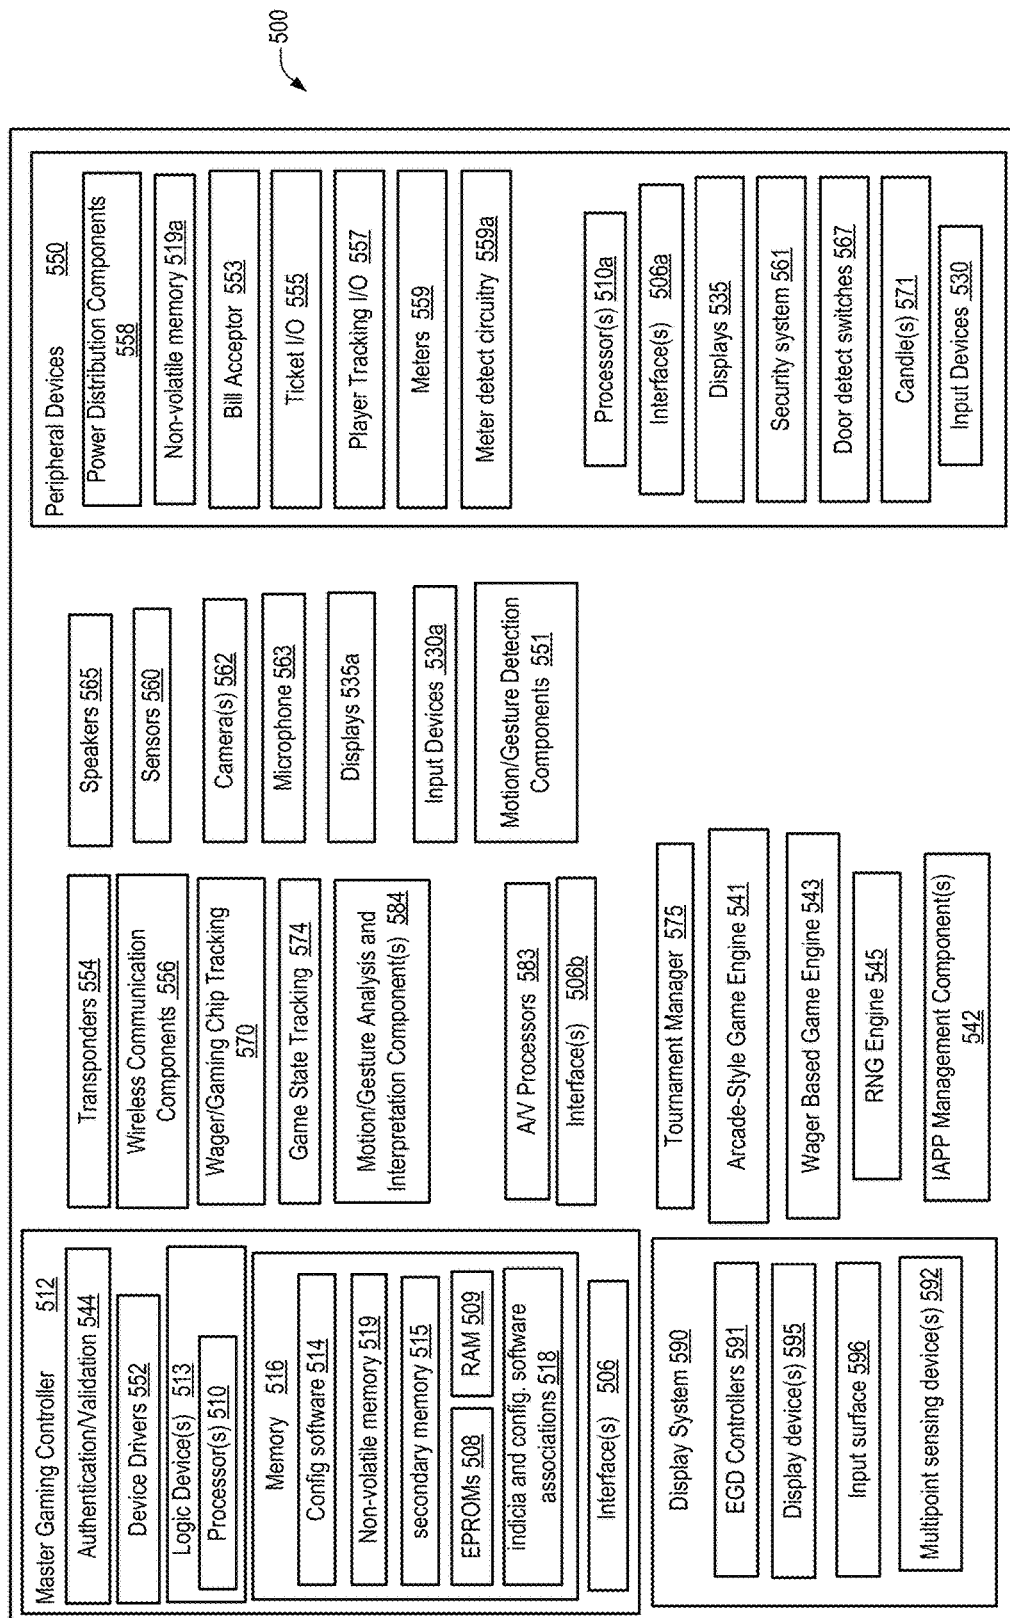 500
Master Gaming Controller 512
Authentication/Validation 544
Device Drivers 552
Logic Device(s) 513
Processor(s) 510
Memory 516
Config software 514
Non-volatile memory 519
secondary memory 515
EPROMs 508
RAM 509
indicia and config. software
associations 518
Interface(s) 506
Display System 590
EGD Controllers 591
Display device(s) 595
Input surface 596
Multipoint sensing device(s) 592
Transponders 554
Wireless Communication
Components 556
Wager/Gaming Chip Tracking
570
Game State Tracking 574
Motion/Gesture Analysis and
Interpretation Component(s) 584
A/V Processors 583
Interface(s) 506b
Tournament Manager 575
Arcade-Style Game Engine 541
Wager Based Game Engine 543
RNG Engine 545
IAPP Management Component(s)
542
Speakers 565
Sensors 560
Camera(s) 562
Microphone 563
Displays 535a
Input Devices 530a
Motion/Gesture Detection
Components 551
Peripheral Devices 550
Power Distribution Components
558
Non-volatile memory 519a
Bill Acceptor 553
Ticket I/O 555
Player Tracking I/O 557
Meters 559
Meter detect circuitry 559a
Processor(s) 510a
Interface(s) 506a
Displays 535
Security system 561
Door detect switches 567
Candle(s) 571
Input Devices 530